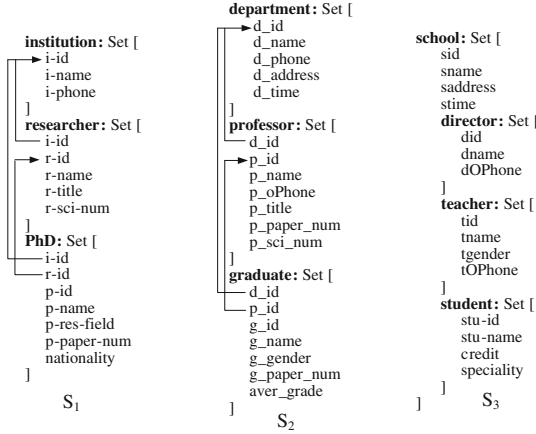 institution: Set [
i-id
i-name
i-phone
]
researcher: Set [
i-id
r-id
r-name
r-title
r-sci-num
]
PhD: Set [
i-id
r-id
p-id
p-name
p-res-field
p-paper-num
nationality
]
S1
department: Set [
d_id
d_name
d_phone
d_address
d_time
]
professor: Set [
d_id
p_id
p_name
p_oPhone
p_title
p_paper_num
p_sci_num
]
graduate: Set [
d_id
p_id
g_id
g_name
g_gender
g_paper_num
aver_grade
]
S2
school: Set [
sid
sname
saddress
stime
director: Set [
did
dname
dOPhone
]
teacher: Set [
tid
tname
tgender
tOPhone
]
student: Set [
stu-id
stu-name
credit
speciality
]
]
S3